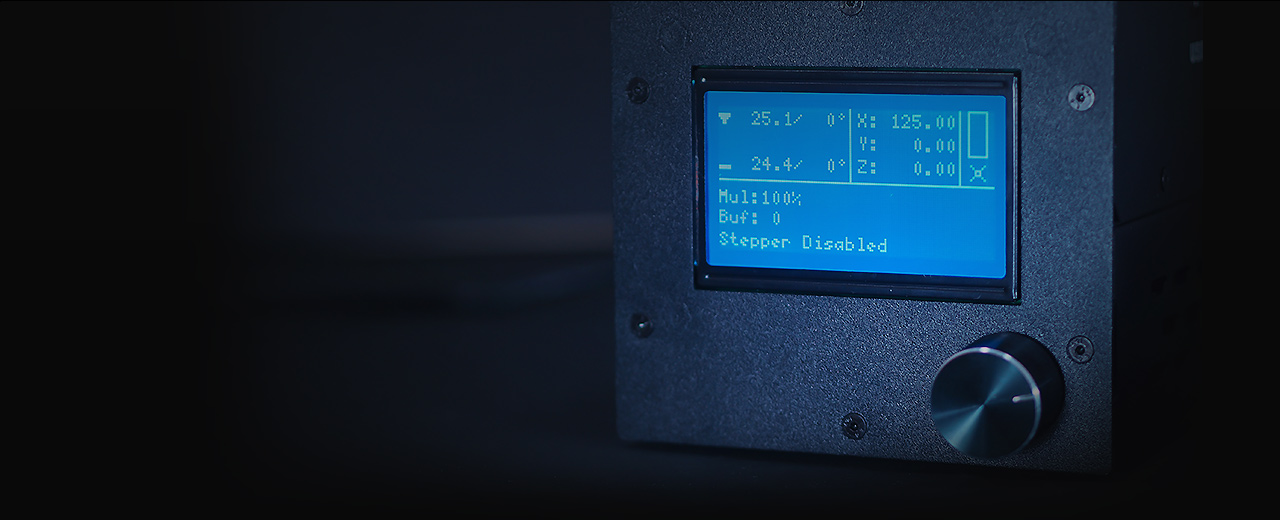 25.1/ 0° X: 125.00
Y: 0.00
24.4/ 0° Z: 0.00
Mul:100%
Buf: 0
Stepper Disabled